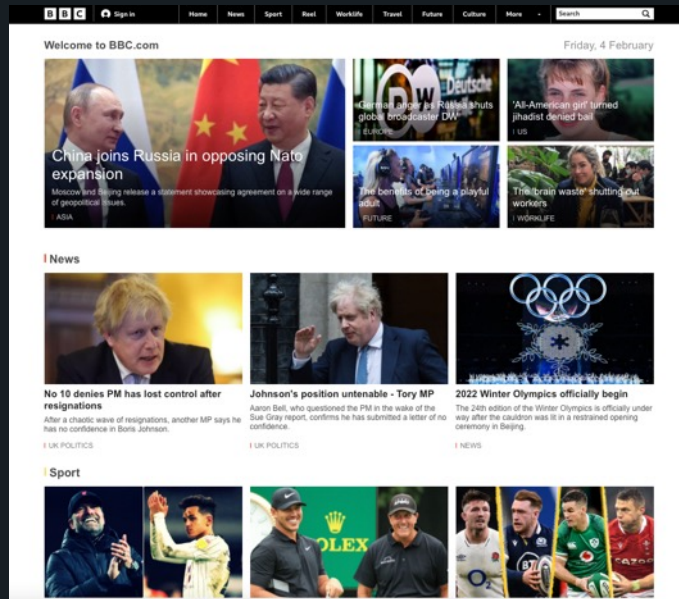 BBC
Sign in
Home
News
Sport
Reel
Worklife
Travel
Future
Culture
More
Search
Welcome to BBC.com
Friday, 4 February
China joins Russia in opposing Nato
expansion
Moscow and Beijing release a statement showcasing agreement on a wide range
of geopolitical issues.
ASIA
Deutsche
DW
German anger as Russia shuts
global broadcaster DW
EUROPE
'All-American girl' turned
jihadist denied bail
US
The benefits of being a playful
adult
FUTURE
The 'brain waste' shutting out
workers
WORKLIFE
News
No 10 denies PM has lost control after
resignations
After a chaotic wave of resignations, another MP says he
has no confidence in Boris Johnson.
UK POLITICS
Johnson's position untenable - Tory MP
Aaron Bell, who questioned the PM in the wake of the
Sue Gray report, confirms he has submitted a letter of no
confidence.
UK POLITICS
2022 Winter Olympics officially begin
The 24th edition of the Winter Olympics is officially under
way after the cauldron was lit in a restrained opening
ceremony in Beijing.
NEWS
Sport
OLEX
O2